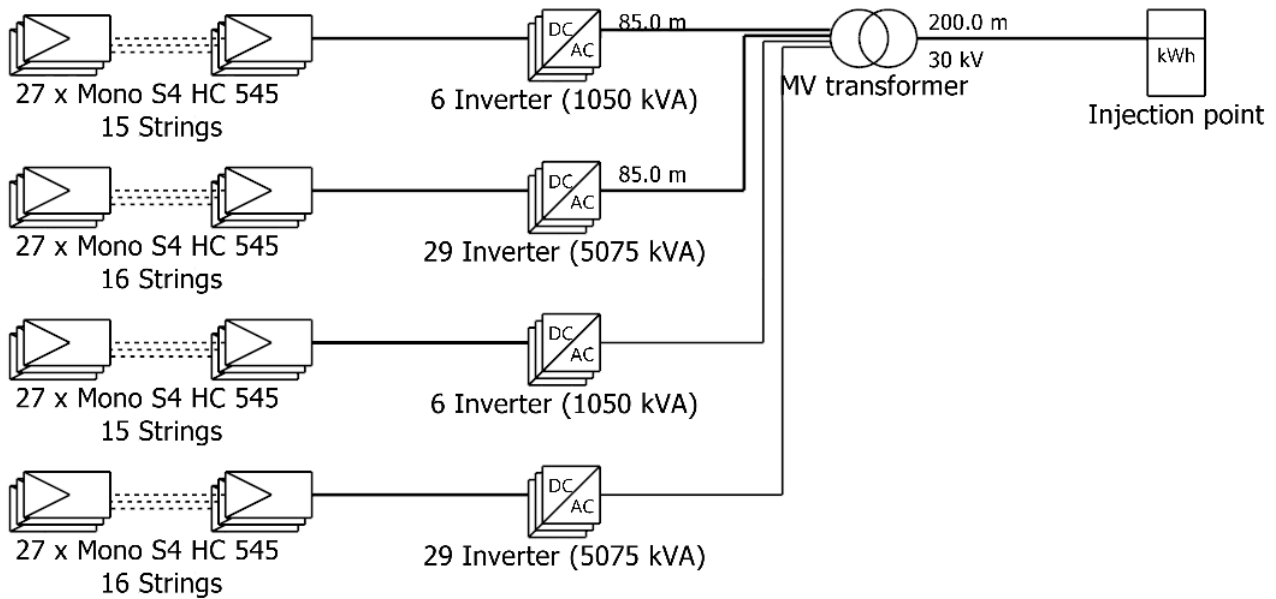 DC
AC
85.0 m
200.0 m
30 kV
kWh
27 x Mono S4 HC 545
15 Strings
6 Inverter (1050 kVA)
MV transformer
Injection point
DC
AC
85.0 m
27 x Mono S4 HC 545
16 Strings
29 Inverter (5075 kVA)
DC
AC
27 x Mono S4 HC 545
15 Strings
6 Inverter (1050 kVA)
DC
AC
27 x Mono S4 HC 545
16 Strings
29 Inverter (5075 kVA)